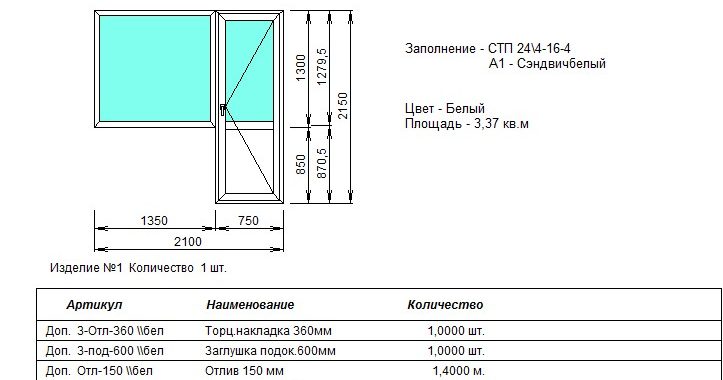 Заполнение - СТП 24\4-16-4
А1 - Сэндвичбелый
Цвет - Белый
Площадь - 3,37 кв.м
1300
1279,5
2150
850
870,5
1350
750
2100
Изделие №1 Количество 1 шт.
Артикул Наименование Количество
Доп. 3-Отл-360 \\бел Торц.накладка 360мм 1,0000 шт.
Доп. 3-под-600 \\бел Заглушка подок.600мм 1,0000 шт.
Доп. Отл-150 \\бел Отлив 150 мм 1,4000 м.